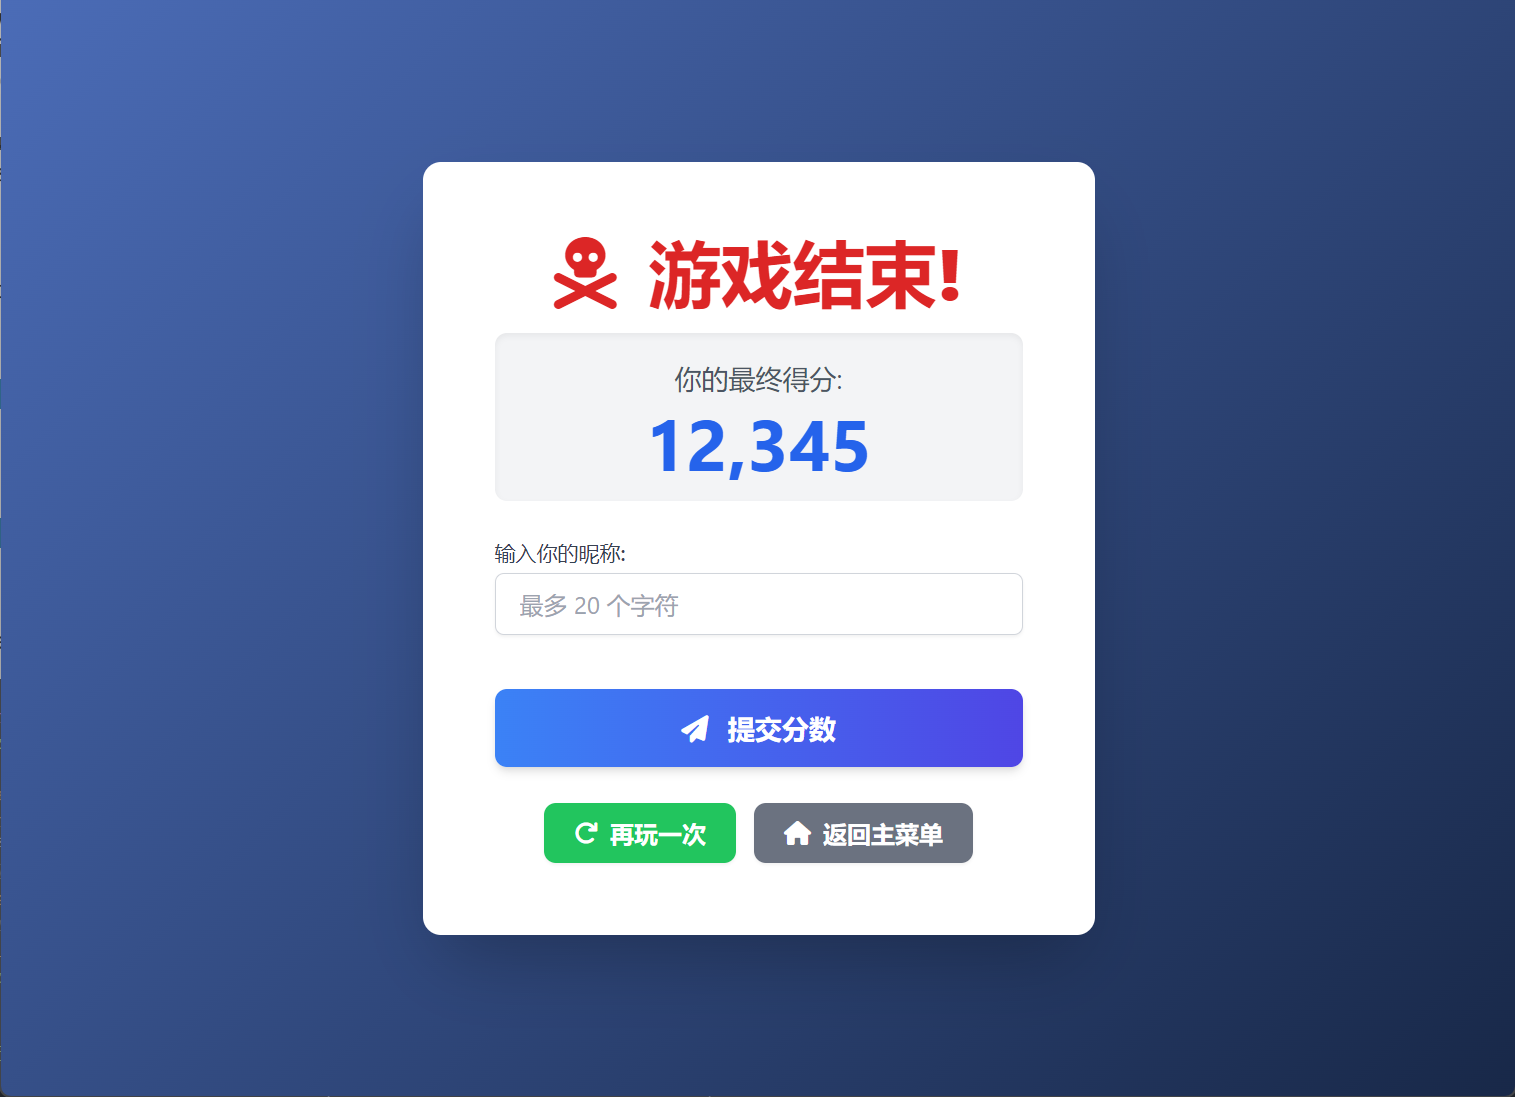 游戏结束!
你的最终得分:
12,345
输入你的昵称:
最多 20 个字符
提交分数
再玩一次
返回主菜单